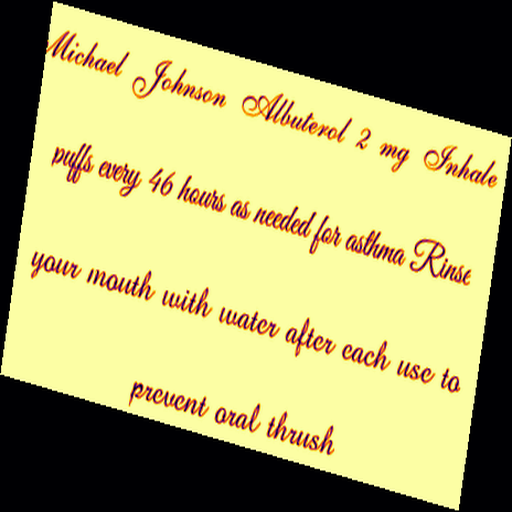 Michael Johnson Albuterol 2 mg Inhale
puffs every 46 hours as needed for asthma Rinse
your mouth with water after each use to
prevent oral thrush